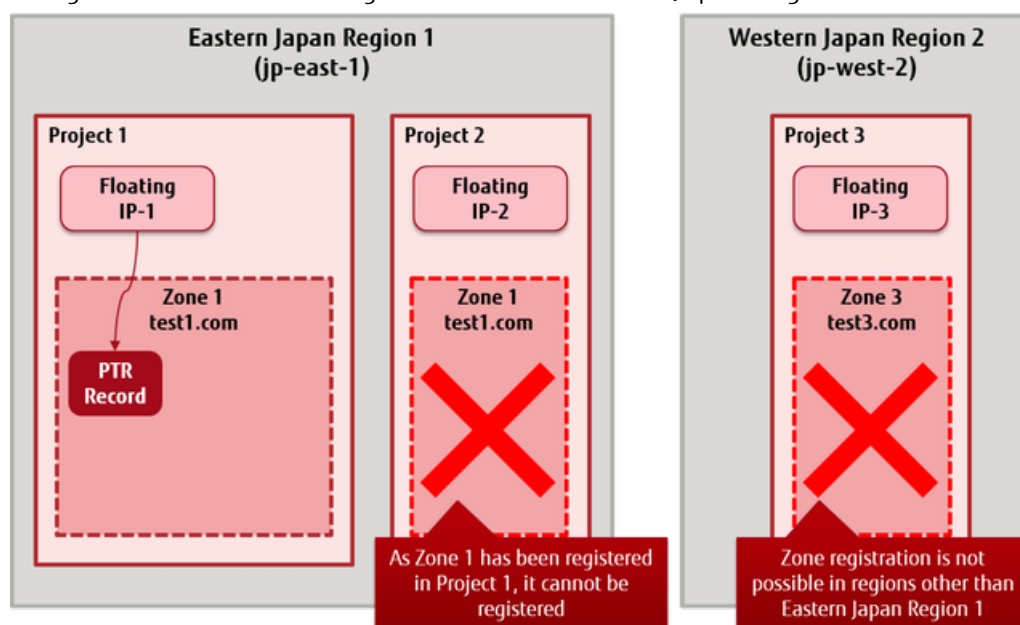 Eastern Japan Region 1
(jp-east-1)
Project 1
Floating
IP-1
Zone 1
test1.com
PTR
Record
Project 2
Floating
IP-2
Zone 1
test1.com
As Zone 1 has been registered
in Project 1, it cannot be
registered
Western Japan Region 2
(jp-west-2)
Project 3
Floating
IP-3
Zone 3
test3.com
Zone registration is not
possible in regions other than
Eastern Japan Region 1